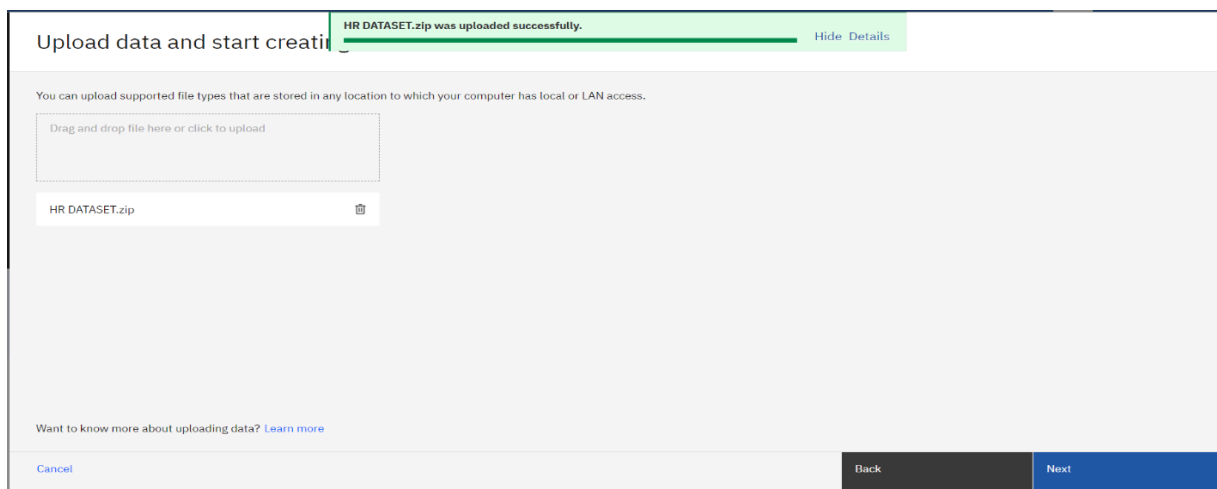 HR DATASET.zip was uploaded successfully.
Hide Details
Upload data and start creating
You can upload supported file types that are stored in any location to which your computer has local or LAN access.
Drag and drop file here or click to upload
HR DATASET.zip
Want to know more about uploading data? Learn more
Cancel
Back
Next